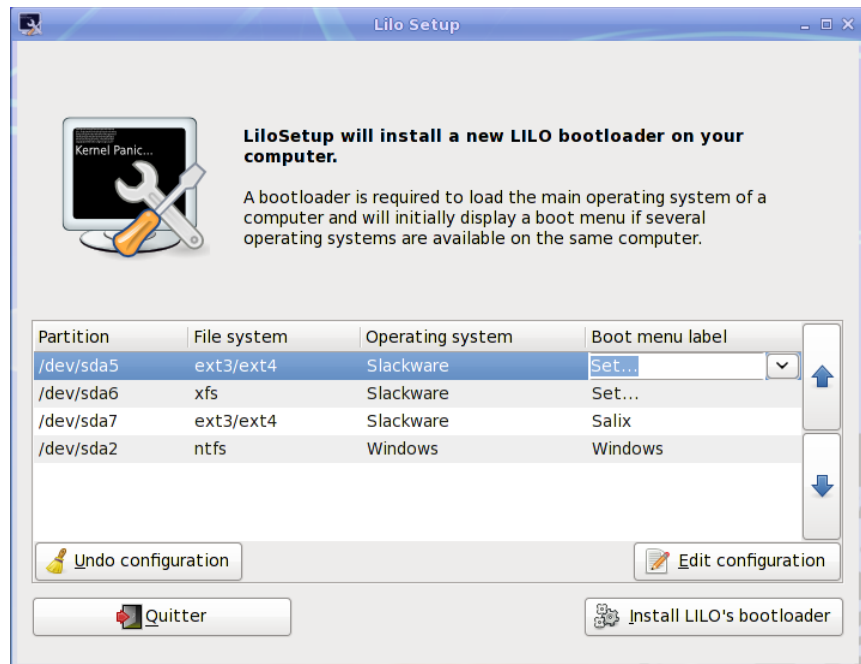 Lilo Setup
Kernel Panic...
LiloSetup will install a new LILO bootloader on your
computer.
A bootloader is required to load the main operating system of a
computer and will initially display a boot menu if several
operating systems are available on the same computer.
Partition File system Operating system Boot menu label
/dev/sda5 ext3/ext4 Slackware Set...
/dev/sda6 xfs Slackware Set...
/dev/sda7 ext3/ext4 Slackware Salix
/dev/sda2 ntfs Windows Windows
Undo configuration Edit configuration
Quitter Install LILO's bootloader